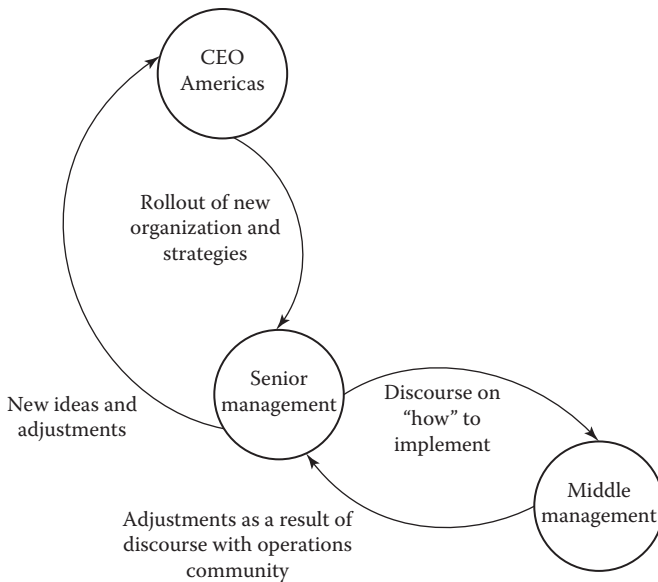 CEO
Americas
Rollout of new
organization and
strategies
Senior
management
New ideas and
adjustments
Discourse on
“how” to
implement
Middle
management
Adjustments as a result of
discourse with operations
community